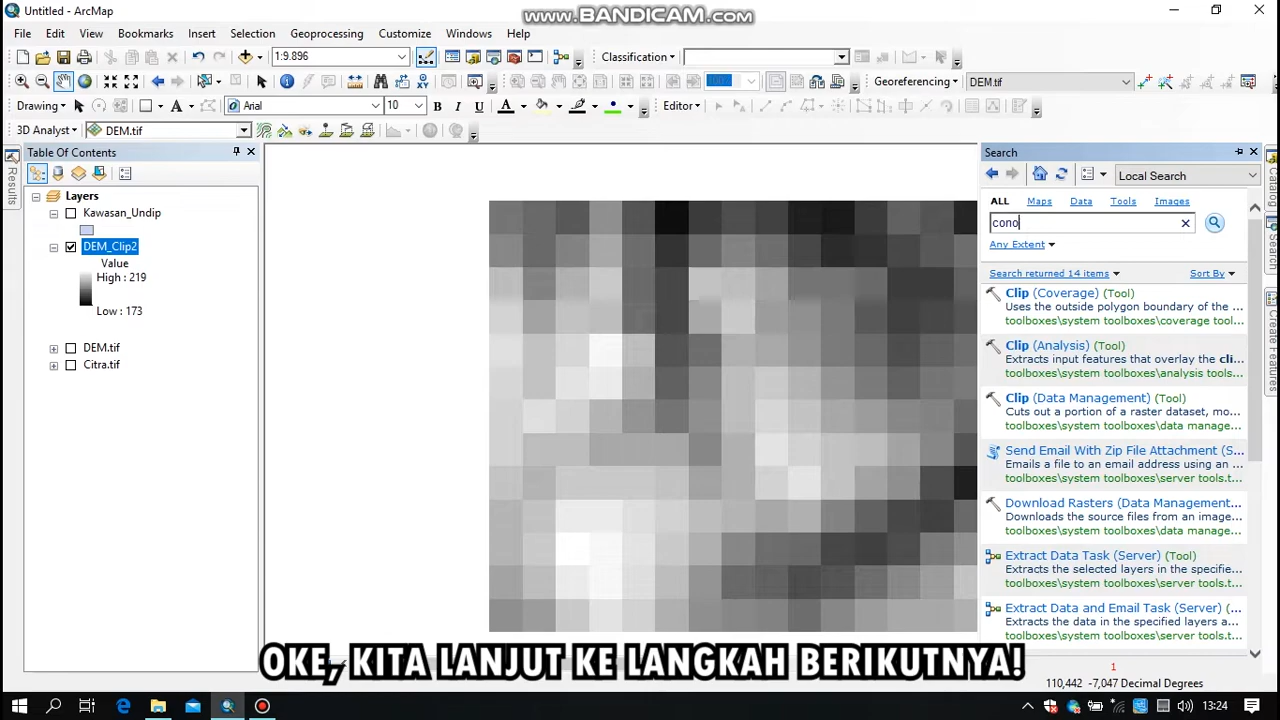 Untitled - ArcMap
www.BANDICAM.com
File Edit View Bookmarks Insert Selection Geoprocessing Customize Windows Help
1:9.896
Classification
Georeferencing DEM.tif
Drawing Arial 10 B I U A Editor
3D Analyst DEM.tif
Table Of Contents
Layers
Kawasan_Undip
DEM_Clip2
Value
High : 219
Low : 173
DEM.tif
Citra.tif
Results
Search
Local Search
ALL Maps Data Tools Images
cono
Any Extent
Search returned 14 items Sort By
Clip (Coverage) (Tool)
Uses the outside polygon boundary of the ...
toolboxes\system toolboxes\coverage tool...
Clip (Analysis) (Tool)
Extracts input features that overlay the cli...
toolboxes\system toolboxes\analysis tools...
Clip (Data Management) (Tool)
Cuts out a portion of a raster dataset, mo...
toolboxes\system toolboxes\data manage...
Send Email With Zip File Attachment (S...
Emails a file to an email address using an ...
toolboxes\system toolboxes\server tools.t...
Download Rasters (Data Management...
Downloads the source files from an image...
toolboxes\system toolboxes\data manage...
Extract Data Task (Server) (Tool)
Extracts the selected layers in the specifie...
toolboxes\system toolboxes\server tools.t...
Extract Data and Email Task (Server) (...
Extracts the data in the specified layers a...
toolboxes\system toolboxes\server tools.t...
Catalog
Search
Create Features
OKE, KITA LANJUT KE LANGKAH BERIKUTNYA!
1
110,442 -7,047 Decimal Degrees
13:24